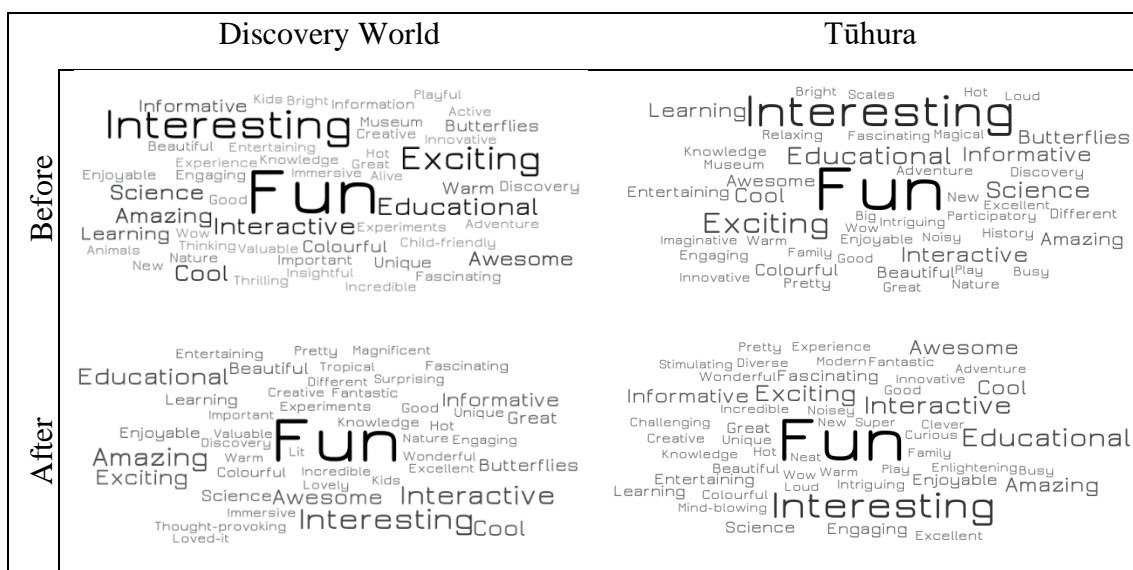 Discovery World
Tūhura
Before
Informative Kids Bright Information Playful
Active
Interesting Museum Butterflies
Creative Innovative
Beautiful Entertaining Hot
Experience Knowledge Great Exciting
Enjoyable Engaging Immersive Alive
Science Good Fun Warm Discovery
Amazing Educational
Interactive Experiments Adventure
Learning Wow
Animals Thinking Valuable Colourful Child-friendly
Nature Important Unique Awesome
New Cool Thrilling Insightful Fascinating
Incredible
Bright Scales Hot Loud
Learning Interesting
Relaxing Fascinating Magical Butterflies
Knowledge Educational Informative
Museum Adventure Discovery
Awesome Fun Science
Entertaining Cool New Excellent
Exciting Big Intriguing Participatory Different
Wow History
Imaginative Warm Enjoyable Noisy Amazing
Engaging Family Good Interactive
Innovative Colourful Beautiful Play Busy
Pretty Great Nature
After
Entertaining Pretty Magnificent
Educational Beautiful Tropical Fascinating
Different Surprising
Learning Creative Fantastic Informative
Important Experiments Good Unique Great
Knowledge Hot
Enjoyable Valuable Fun Nature Engaging
Discovery Lit
Amazing Warm Wonderful
Exciting Colourful Incredible Excellent Butterflies
Lovely Kids
Science Awesome Interactive
Immersive Interesting Cool
Thought-provoking
Loved-it
Pretty Experience Awesome
Stimulating Diverse Modern Fantastic Adventure
Wonderful Fascinating Innovative Cool
Informative Exciting Good
Incredible Noisey Interactive
Challenging Great New Super Clever
Creative Unique Fun Curious Educational
Knowledge Hot Neat Family
Beautiful Wow Warm Play Enlightening Busy
Entertaining Loud Intriguing Enjoyable Amazing
Learning Colourful
Mind-blowing Interesting
Science Engaging Excellent